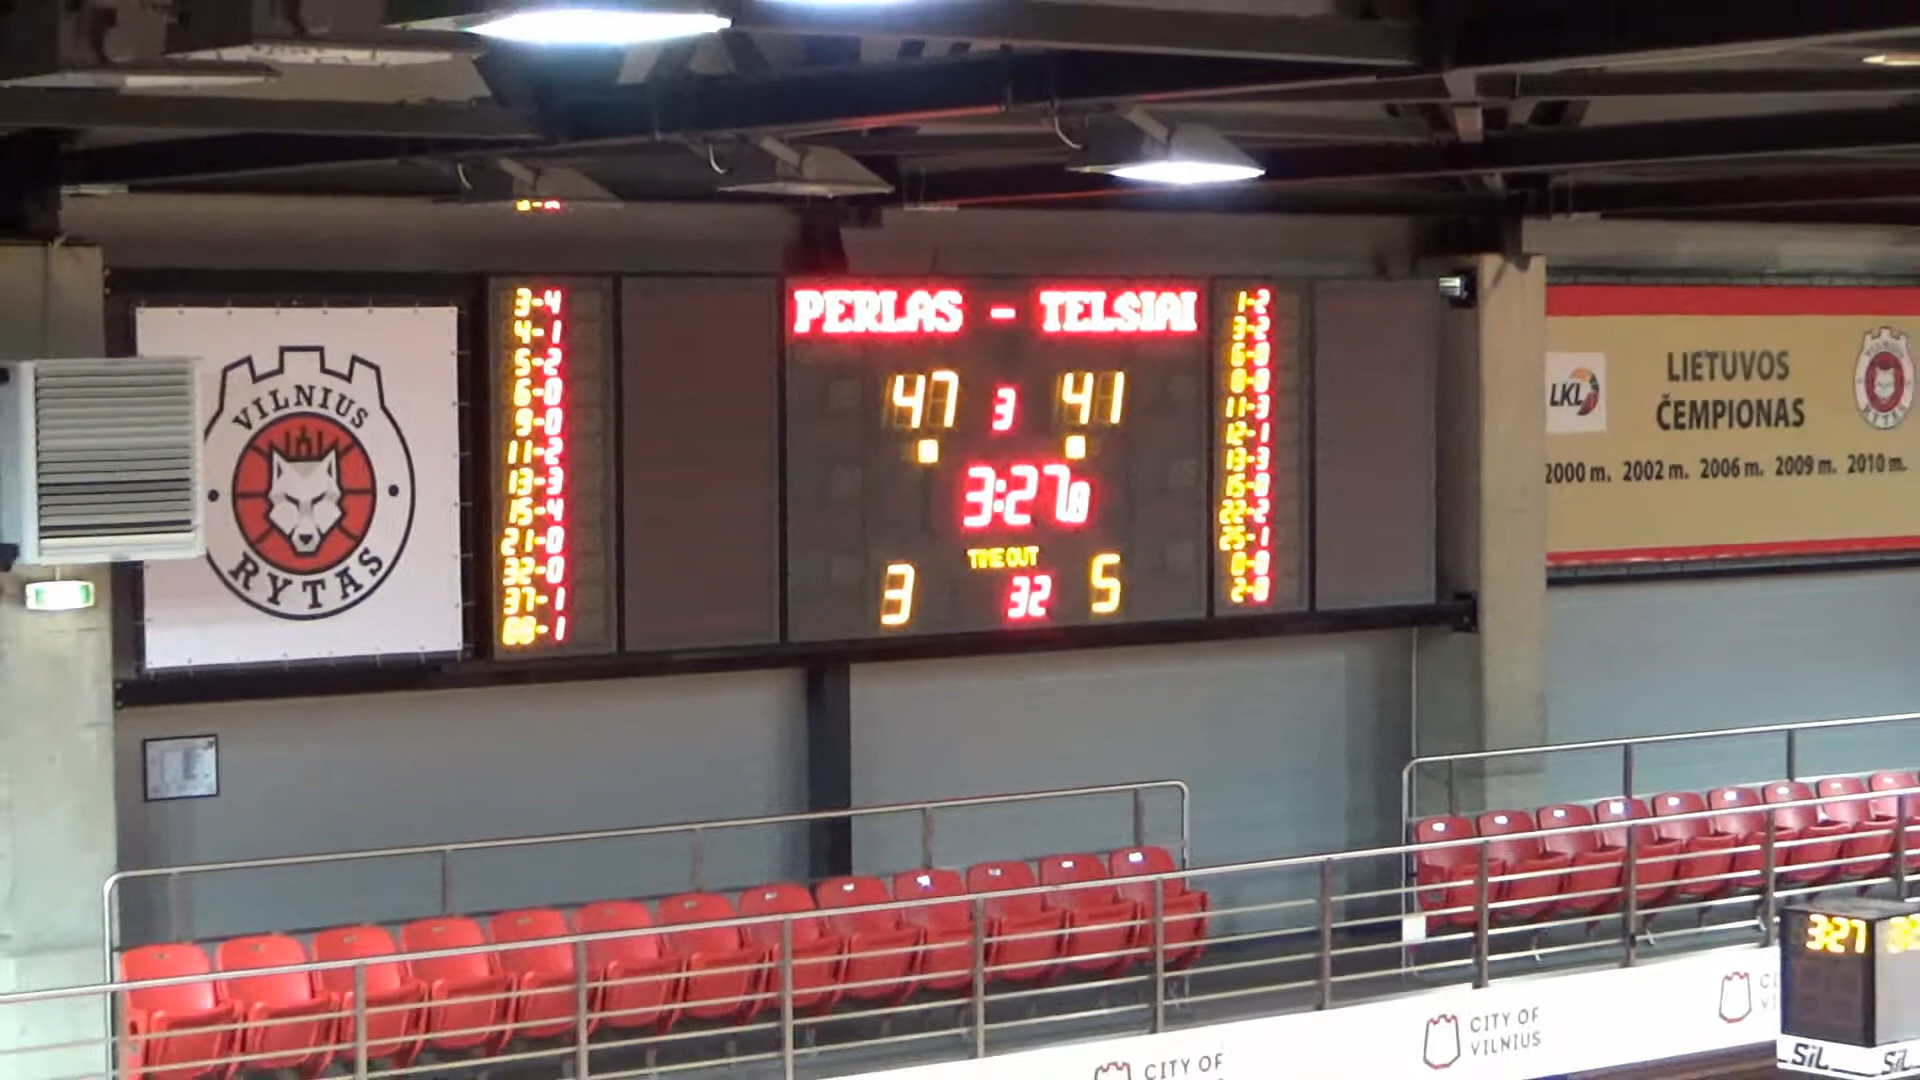 PERLAS - TELSIAI
47 3 41
3:27.8
TIME OUT
3 32 5
3-4
4-1
5-2
6-0
9-0
11-2
13-3
15-4
21-0
32-0
37-1
88-1
1-2
3-2
6-0
11-3
12-1
13-3
15-0
22-2
25-1
0-0
2-0
VILNIUS
RYTAS
LKL
LIETUVOS
ČEMPIONAS
2000 m. 2002 m. 2006 m. 2009 m. 2010 m.
3:27
SiL
SiL
CITY OF
VILNIUS
CITY OF